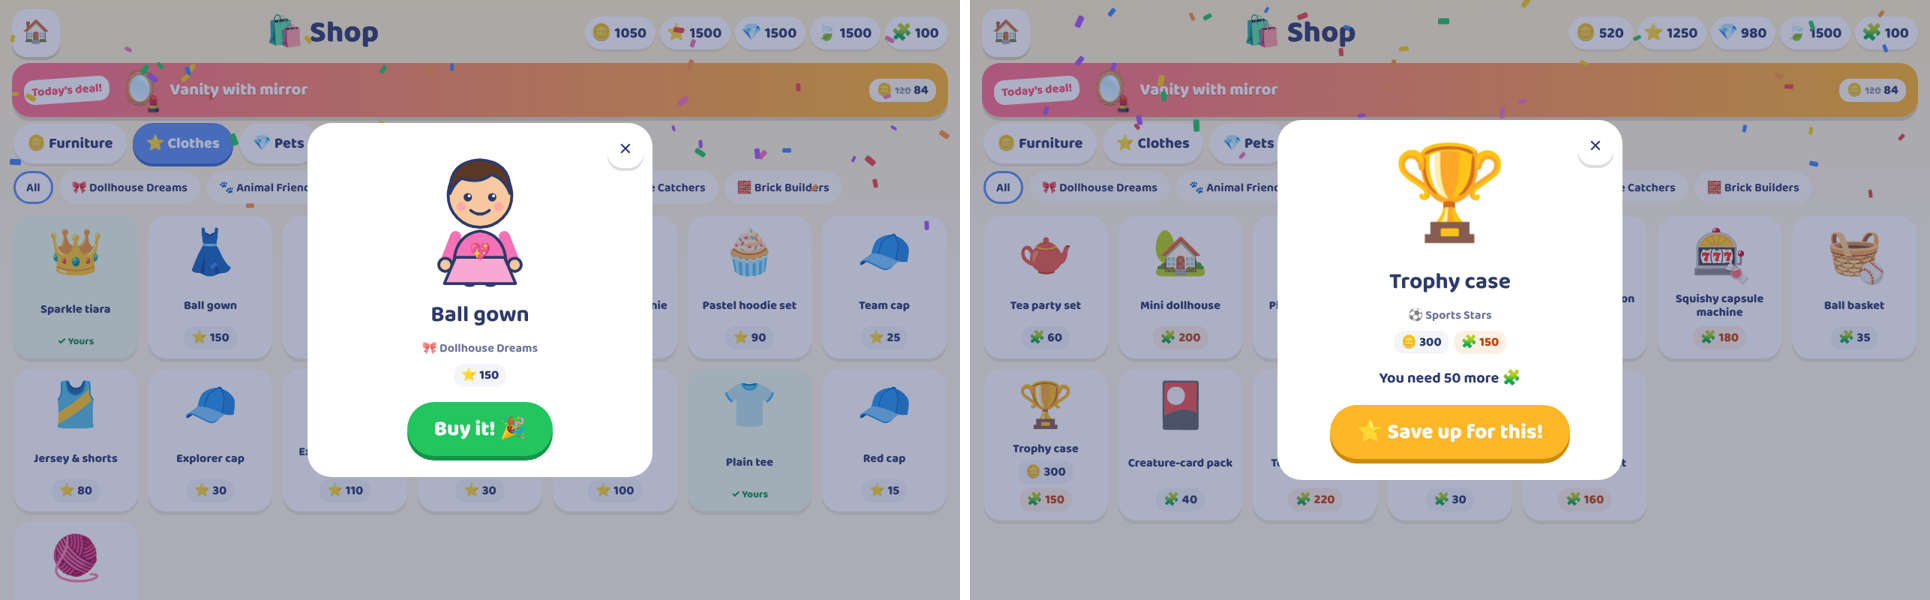 Shop
1050
1500
1500
1500
100
Today's deal!
Vanity with mirror
120 84
Furniture
Clothes
Pets
All
Dollhouse Dreams
Animal Frien
Catchers
Brick Builders
Sparkle tiara
✓ Yours
Ball gown
150
Pastel hoodie set
90
Team cap
25
Jersey & shorts
80
Explorer cap
30
110
30
100
Plain tee
✓ Yours
Red cap
15
×
Ball gown
Dollhouse Dreams
150
Buy it!
Shop
520
1250
980
1500
100
Today's deal!
Vanity with mirror
120 84
Furniture
Clothes
Pets
All
Dollhouse Dreams
Animal Frien
Catchers
Brick Builders
Tea party set
60
Mini dollhouse
200
Squishy capsule
machine
180
777
Ball basket
35
Trophy case
300
150
Creature-card pack
40
220
30
160
×
Trophy case
Sports Stars
300
150
You need 50 more
Save up for this!